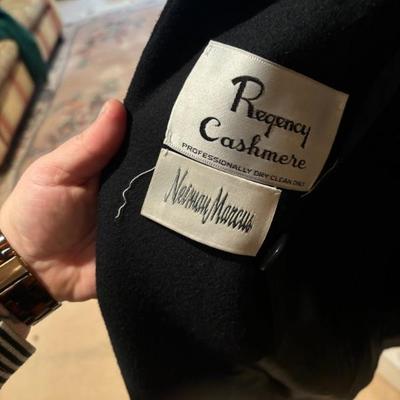 Regency
Cashmere
PROFESSIONALLY DRY CLEAN ONLY
Neiman Marcus